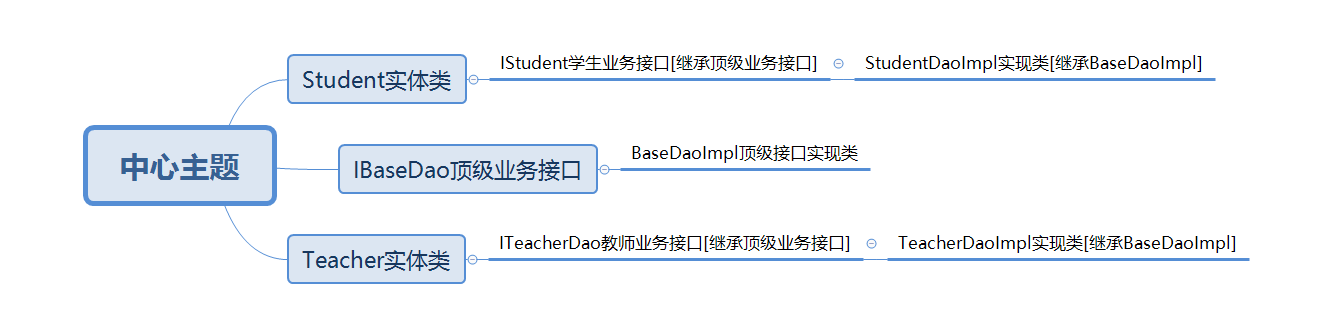 中心主题
Student实体类
IStudent学生业务接口[继承顶级业务接口]
StudentDaoImpl实现类[继承BaseDaoImpl]
IBaseDao顶级业务接口
BaseDaoImpl顶级接口实现类
Teacher实体类
ITeacherDao教师业务接口[继承顶级业务接口]
TeacherDaoImpl实现类[继承BaseDaoImpl]